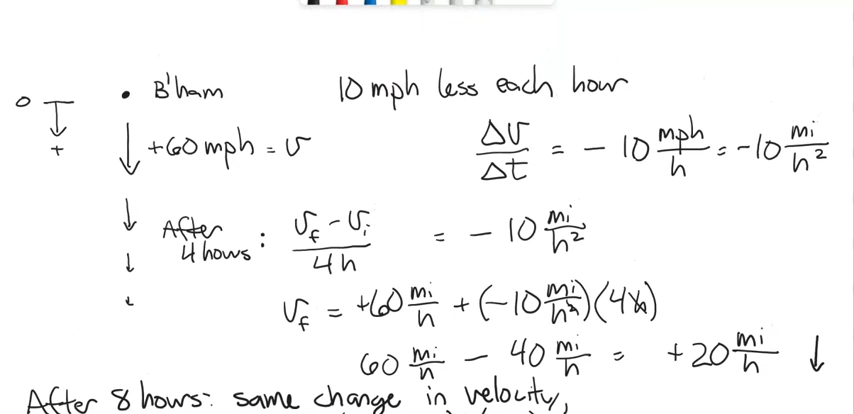 0 • B'ham 10 mph less each hour
+ +60 mph = v Δv/Δt = -10 mph/h = -10 mi/h²
After 4 hours: (v_f - v_i)/4h = -10 mi/h²
v_f = +60 mi/h + (-10 mi/h²)(4h)
60 mi/h - 40 mi/h = +20 mi/h ↓
After 8 hours: same change in velocity,